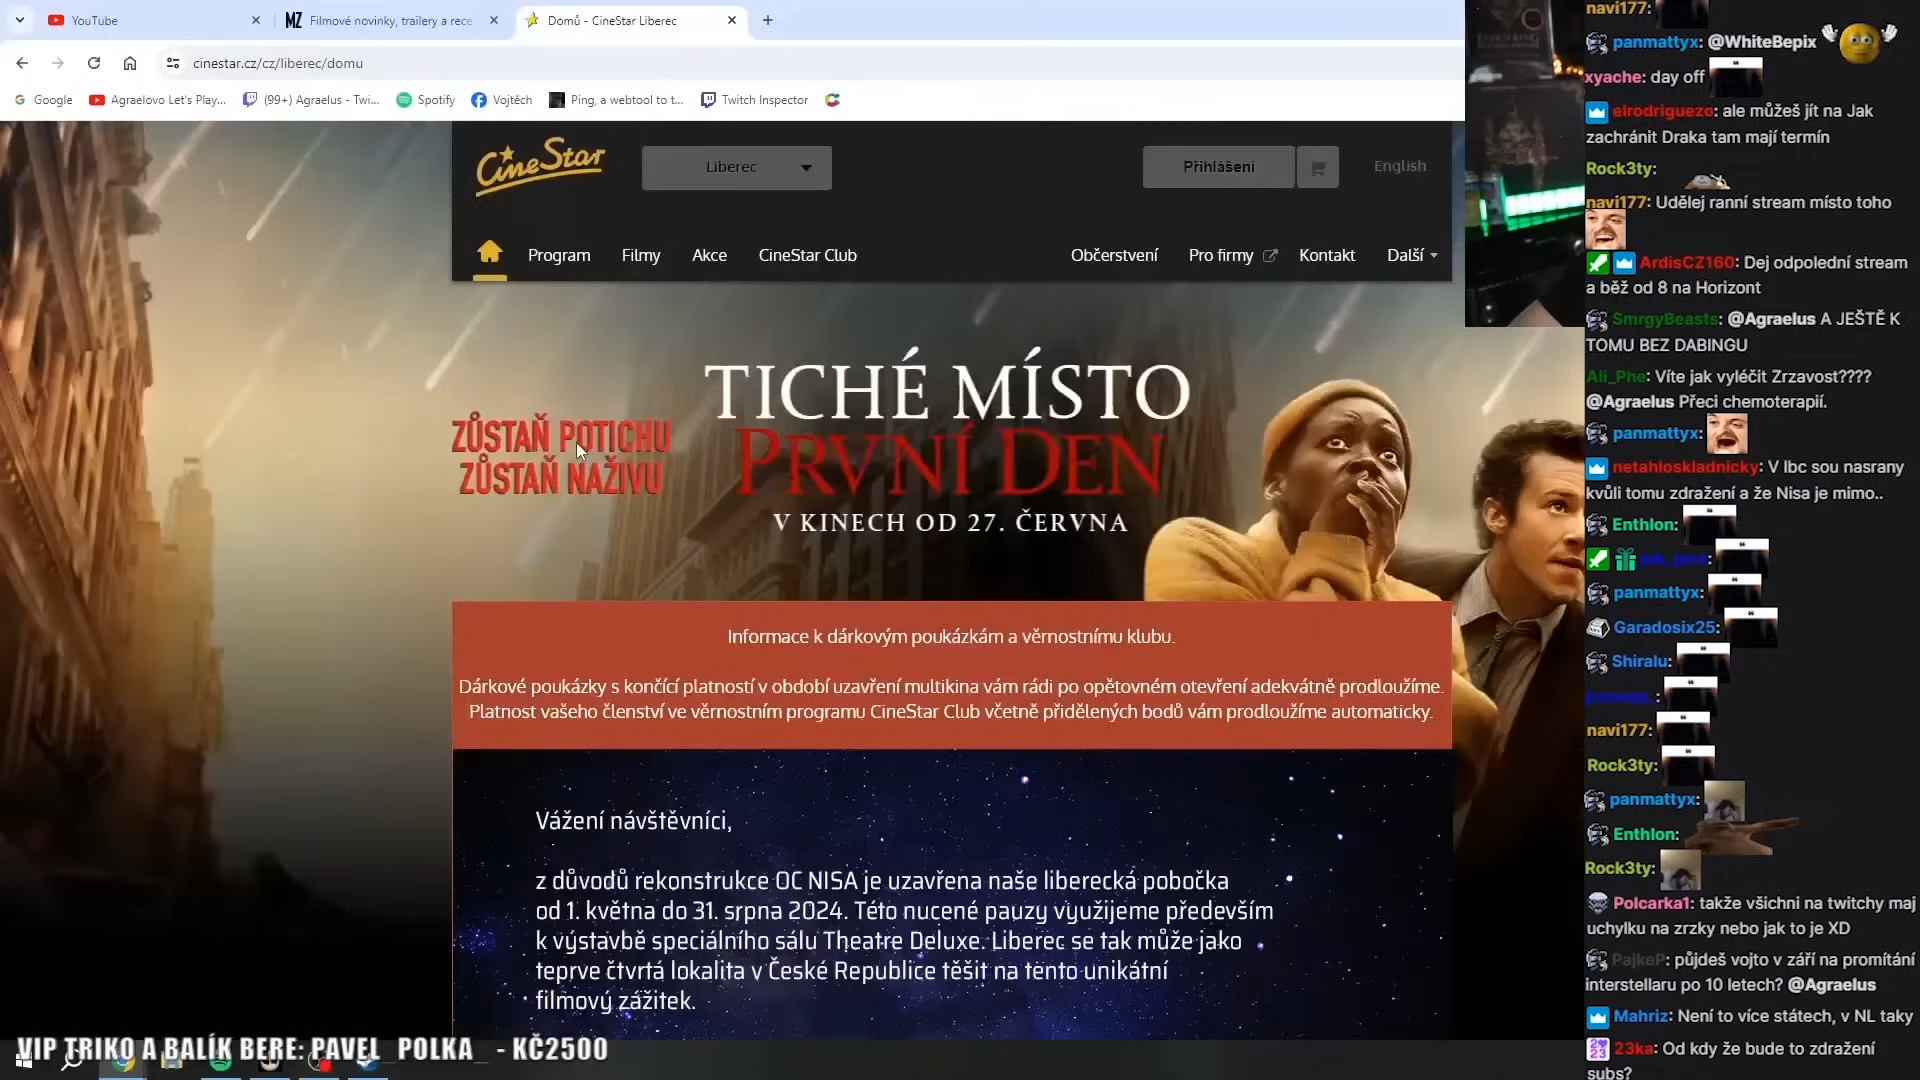 YouTube
MZ Filmové novinky, trailery a rece
Domů - CineStar Liberec
cinestar.cz/cz/liberec/domu
Google
Agraelovo Let's Play...
(99+) Agraelus - Twi...
Spotify
Vojtěch
Ping, a webtool to t...
Twitch Inspector
CineStar
Liberec
Přihlášení
English
Program
Filmy
Akce
CineStar Club
Občerstvení
Pro firmy
Kontakt
Další
ZŮSTAŇ POTICHU
ZŮSTAŇ NAŽIVU
TICHÉ MÍSTO
PRVNÍ DEN
V KINECH OD 27. ČERVNA
Informace k dárkovým poukázkám a věrnostnímu klubu.
Dárkové poukázky s končící platností v období uzavření multikina vám rádi po opětovném otevření adekvátně prodloužíme.
Platnost vašeho členství ve věrnostním programu CineStar Club včetně přidělených bodů vám prodloužíme automaticky.
Vážení návštěvníci,
z důvodů rekonstrukce OC NISA je uzavřena naše liberecká pobočka
od 1. května do 31. srpna 2024. Této nucené pauzy využijeme především
k výstavbě speciálního sálu Theatre Deluxe. Liberec se tak může jako
teprve čtvrtá lokalita v České Republice těšit na tento unikátní
filmový zážitek.
VIP TRIKO A BALÍK BERE: PAVEL_POLKA_ - KČ2500
navi177:
panmattyx: @WhiteBepix
xyache: day off
elrodriguezo: ale můžeš jít na Jak
zachránit Draka tam mají termín
Rock3ty:
navi177: Udělej ranní stream místo toho
ArdisCZ160: Dej odpolední stream
a běž od 8 na Horizont
SmrgyBeasts: @Agraelus A JEŠTĚ K
TOMU BEZ DABINGU
Ali_Phe: Víte jak vyléčit Zrzavost????
@Agraelus Přeci chemoterapií.
panmattyx:
netahloskladnicky: V lbc sou nasrany
kvůli tomu zdražení a že Nisa je mimo..
Enthlon:
panmattyx:
Garadosix25:
Shiralu:
navi177:
Rock3ty:
panmattyx:
Enthlon:
Rock3ty:
Polcarka1: takže všichni na twitchy maj
uchylku na zrzky nebo jak to je XD
PajkeP: půjdeš vojto v září na promítání
interstellaru po 10 letech? @Agraelus
Mahriz: Není to více státech, v NL taky
23ka: Od kdy že bude to zdražení
subs?